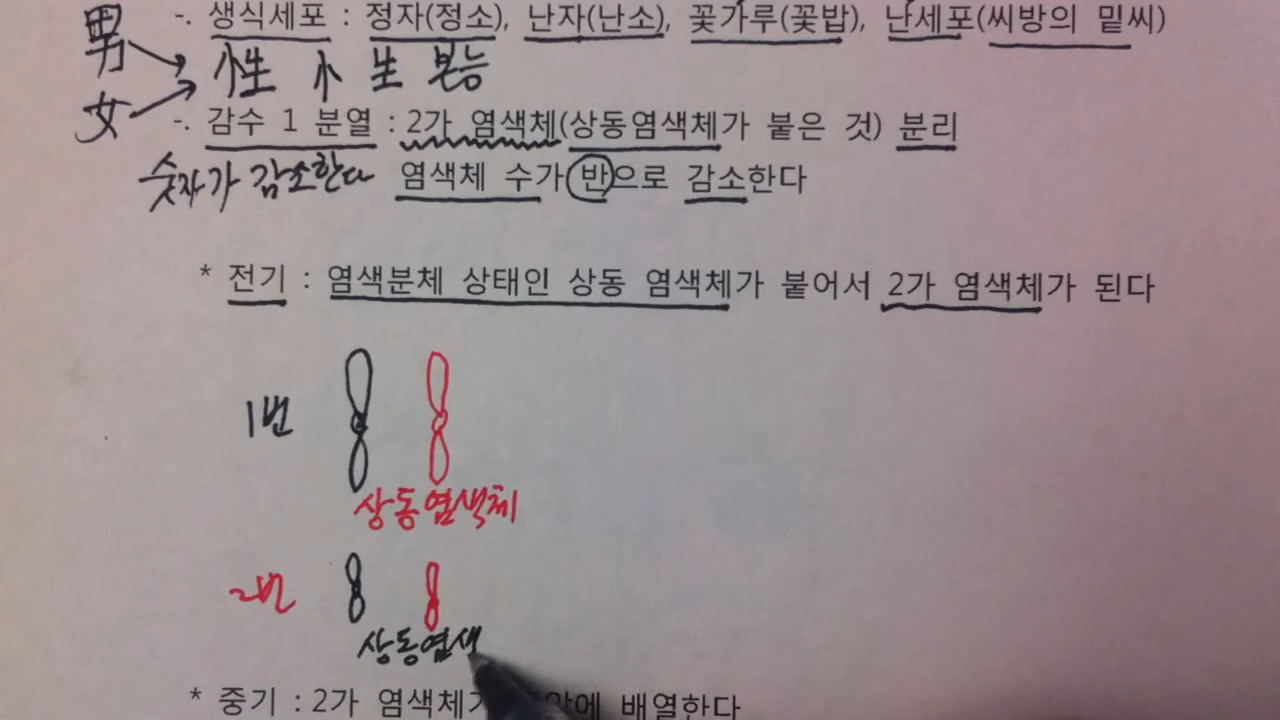 -. 생식세포 : 정자(정소), 난자(난소), 꽃가루(꽃밥), 난세포(씨방의 밑씨)
男
女
性 忄 生 본능
-. 감수 1 분열 : 2가 염색체(상동염색체가 붙은 것) 분리
숫자가 감소한다 염색체 수가 반으로 감소한다
* 전기 : 염색분체 상태인 상동 염색체가 붙어서 2가 염색체가 된다
1번
상동염색체
2번
상동염색
* 중기 : 2가 염색체가 배열한다